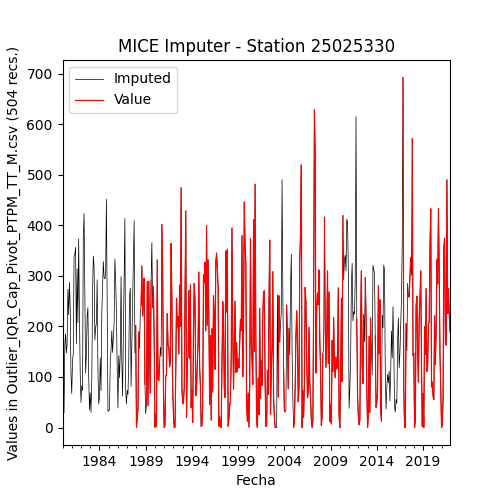 MICE Imputer - Station 25025330
Values in Outlier_IQR_Cap_Pivot_PTPM_TT_M.csv (504 recs.)
700
600
500
400
300
200
100
0
Imputed
Value
1984 1989 1994 1999 2004 2009 2014 2019
Fecha